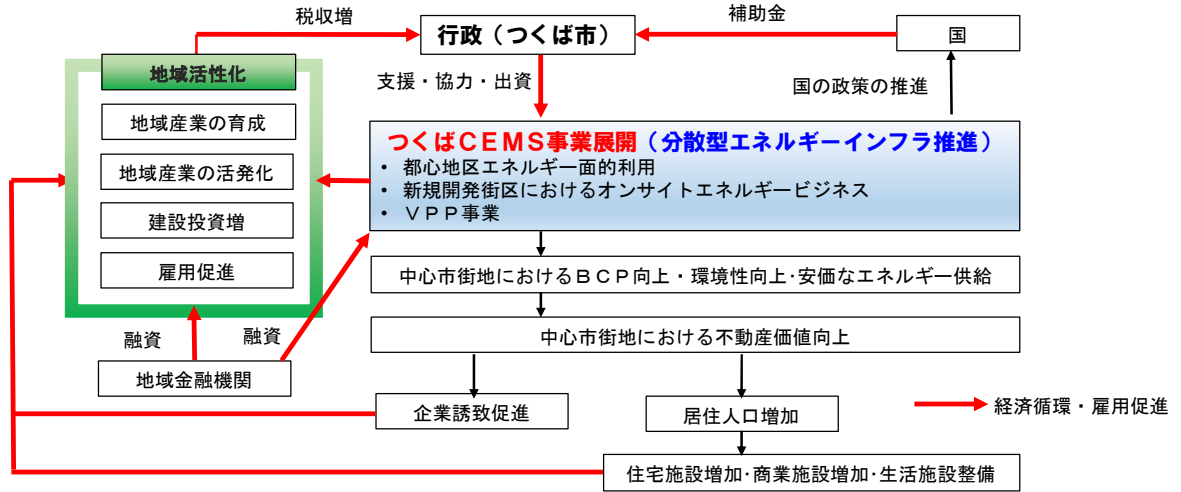 税収増
補助金
行政（つくば市）
国
地域活性化
支援・協力・出資
国の政策の推進
地域産業の育成
地域産業の活発化
建設投資増
雇用促進
つくばＣＥＭＳ事業展開（分散型エネルギーインフラ推進）
• 都心地区エネルギー面的利用
• 新規開発街区におけるオンサイトエネルギービジネス
• ＶＰＰ事業
中心市街地におけるＢＣＰ向上・環境性向上･安価なエネルギー供給
中心市街地における不動産価値向上
融資
融資
地域金融機関
企業誘致促進
居住人口増加
経済循環・雇用促進
住宅施設増加･商業施設増加･生活施設整備